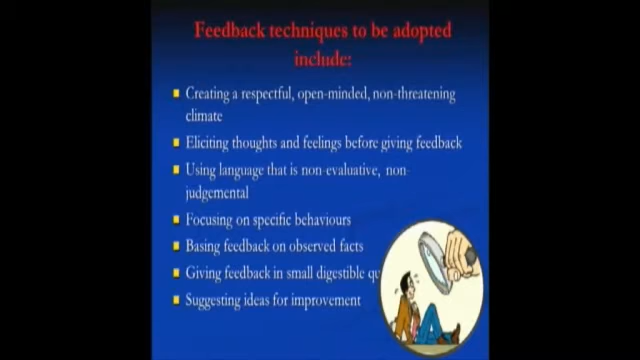 Feedback techniques to be adopted
include:
Creating a respectful, open-minded, non-threatening
climate
Eliciting thoughts and feelings before giving feedback
Using language that is non-evaluative, non-
judgemental
Focusing on specific behaviours
Basing feedback on observed facts
Giving feedback in small digestible
Suggesting ideas for improvement